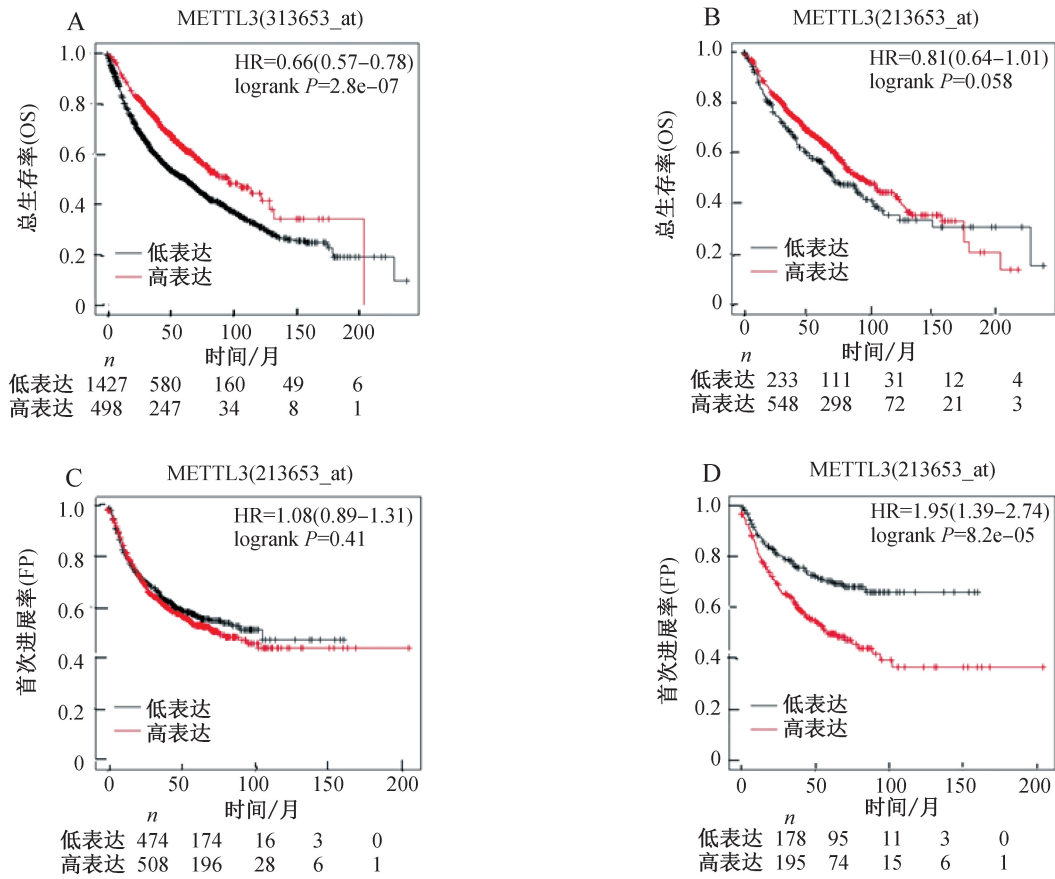 A
METTL3(313653_at)
HR=0.66(0.57−0.78)
logrank P=2.8e−07
总生存率(OS)
1.0
0.8
0.6
0.4
0.2
0
低表达
高表达
0 50 100 150 200
n 时间/月
低表达 1427 580 160 49 6
高表达 498 247 34 8 1
B
METTL3(213653_at)
HR=0.81(0.64−1.01)
logrank P=0.058
总生存率(OS)
1.0
0.8
0.6
0.4
0.2
0
低表达
高表达
0 50 100 150 200
n 时间/月
低表达 233 111 31 12 4
高表达 548 298 72 21 3
C
METTL3(213653_at)
HR=1.08(0.89−1.31)
logrank P=0.41
首次进展率(FP)
1.0
0.8
0.6
0.4
0.2
0
低表达
高表达
0 50 100 150 200
n 时间/月
低表达 474 174 16 3 0
高表达 508 196 28 6 1
D
METTL3(213653_at)
HR=1.95(1.39−2.74)
logrank P=8.2e−05
首次进展率(FP)
1.0
0.8
0.6
0.4
0.2
0
低表达
高表达
0 50 100 150 200
n 时间/月
低表达 178 95 11 3 0
高表达 195 74 15 6 1